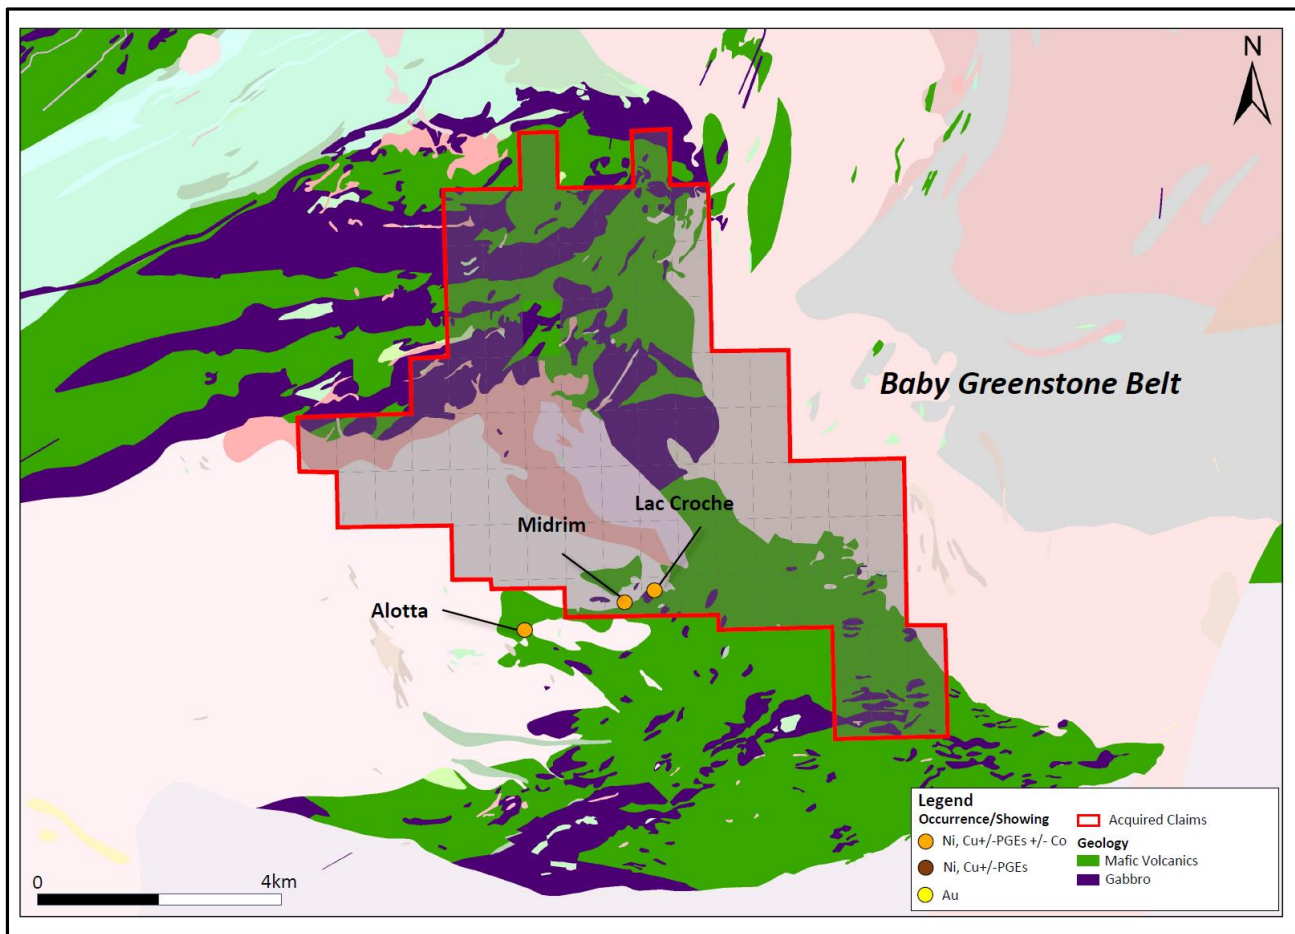 N
Baby Greenstone Belt
Lac Croche
Midrim
Alotta
Legend
Occurrence/Showing
Ni, Cu+/-PGEs +/- Co
Ni, Cu+/-PGEs
Au
Acquired Claims
Geology
Mafic Volcanics
Gabbro
0 4km